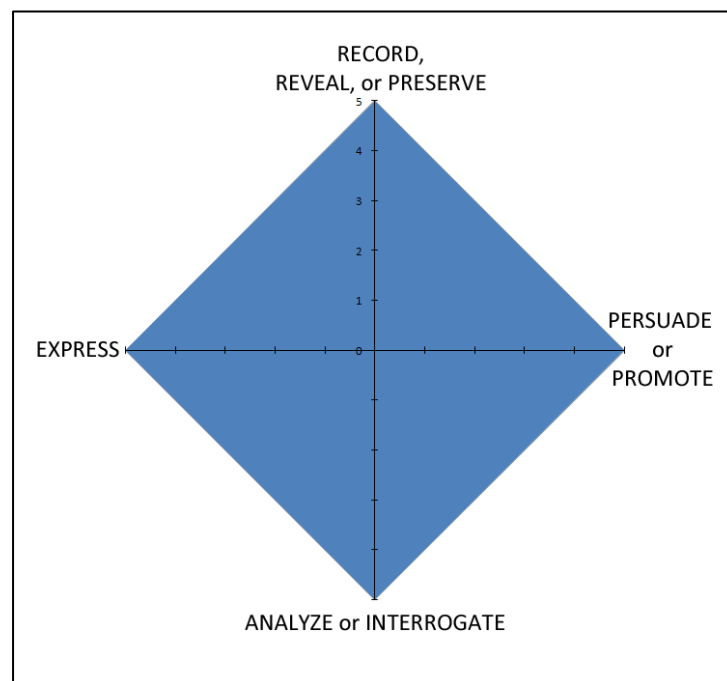 RECORD,
REVEAL, or PRESERVE
5
4
3
2
1
0
EXPRESS
PERSUADE
or
PROMOTE
ANALYZE or INTERROGATE